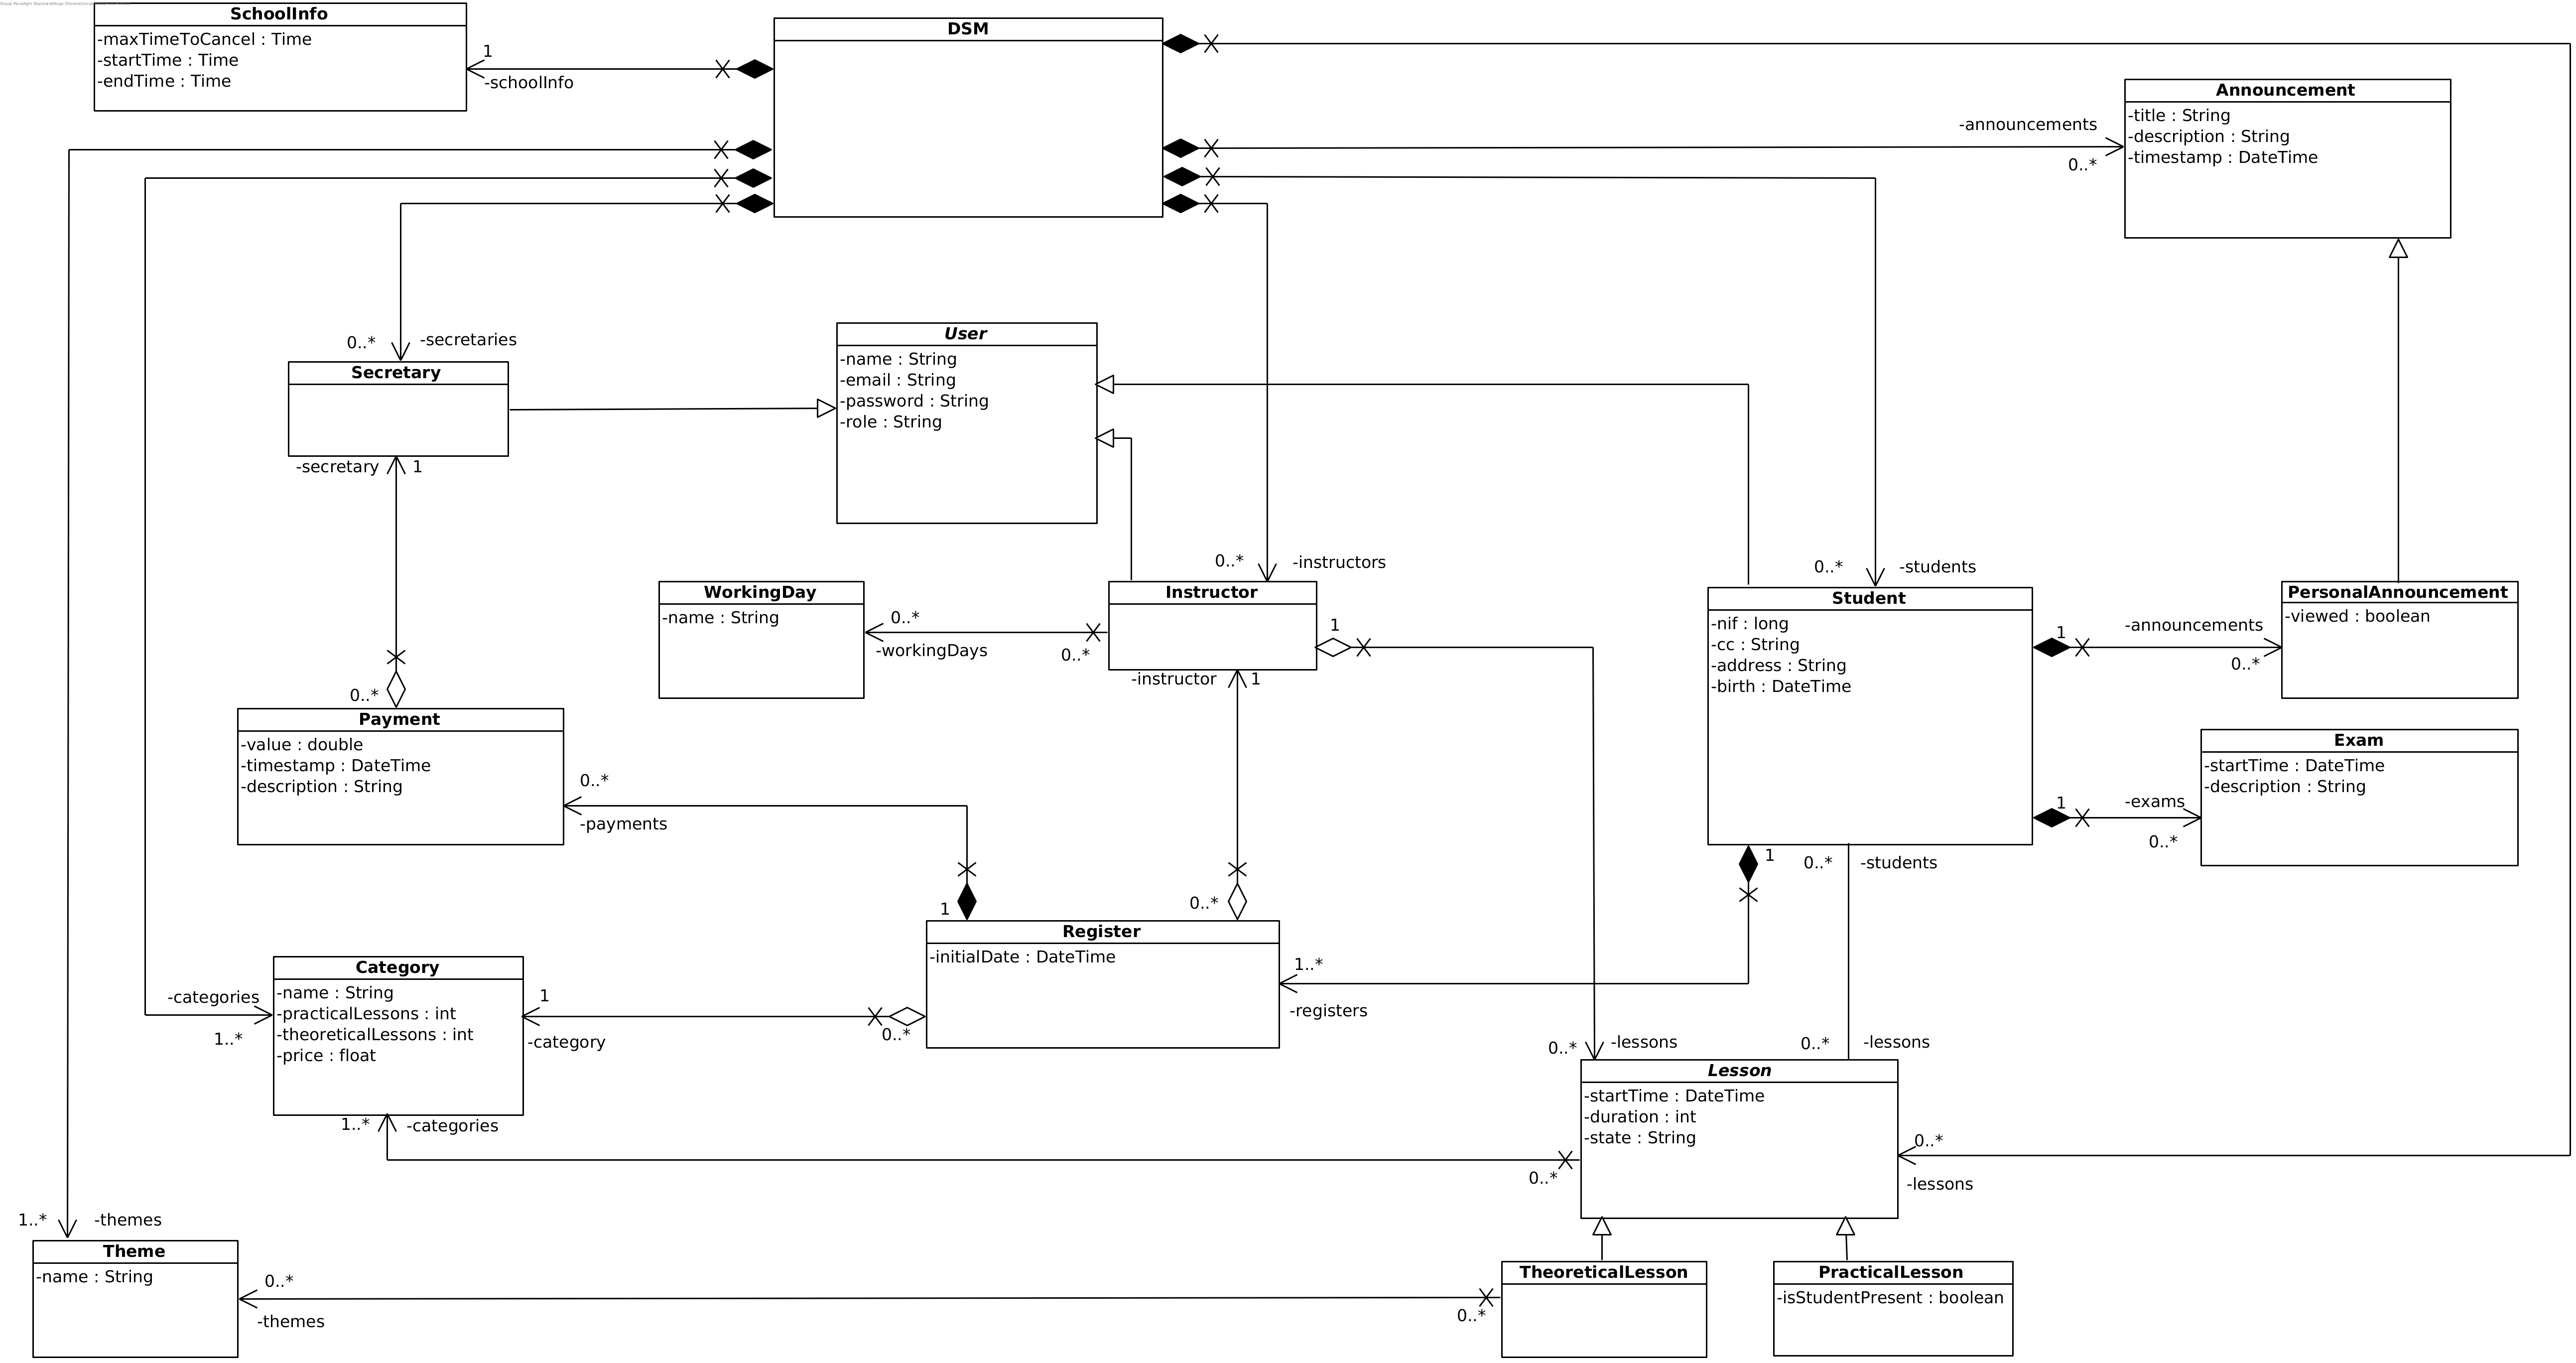 SchoolInfo
-maxTimeToCancel : Time
-startTime : Time
-endTime : Time
1
-schoolInfo
DSM
Announcement
-title : String
-description : String
-timestamp : DateTime
-announcements
0..*
0..*
-secretaries
Secretary
User
-name : String
-email : String
-password : String
-role : String
-secretary
1
0..*
-instructors
0..*
-students
WorkingDay
-name : String
0..*
-workingDays
0..*
Instructor
1
-instructor
1
Student
-nif : long
-cc : String
-address : String
-birth : DateTime
1
-announcements
0..*
PersonalAnnouncement
-viewed : boolean
0..*
Payment
-value : double
-timestamp : DateTime
-description : String
0..*
-payments
1
-exams
0..*
Exam
-startTime : DateTime
-description : String
1
0..*
-students
1
0..*
Register
-initialDate : DateTime
1..*
-registers
Category
-name : String
-practicalLessons : int
-theoreticalLessons : int
-price : float
-categories
1..*
1
-category
0..*
0..*
-lessons
0..*
-lessons
Lesson
-startTime : DateTime
-duration : int
-state : String
1..*
-categories
0..*
0..*
-lessons
1..*
-themes
Theme
-name : String
0..*
-themes
0..*
TheoreticalLesson
PracticalLesson
-isStudentPresent : boolean